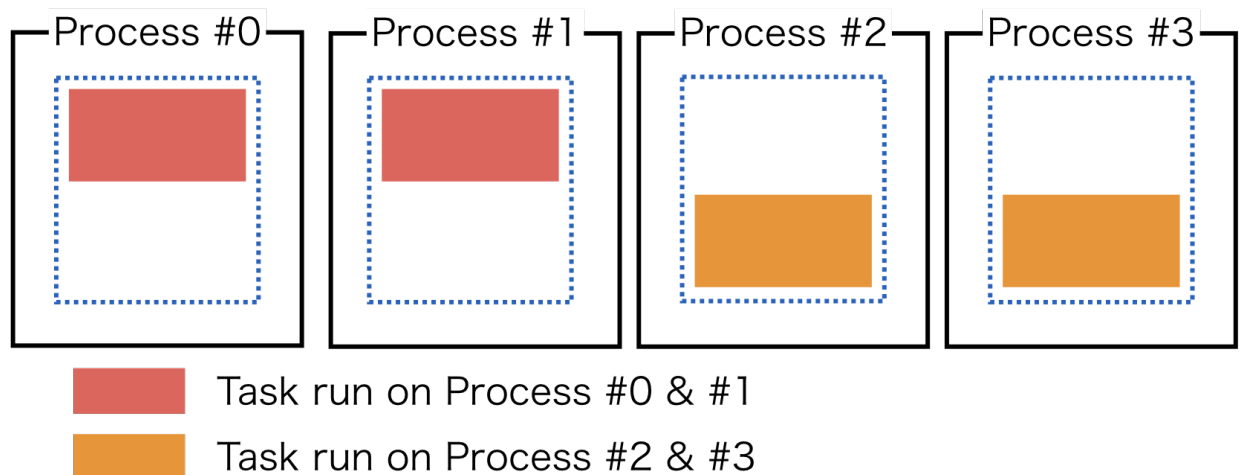 Process #0
Process #1
Process #2
Process #3
Task run on Process #0 & #1
Task run on Process #2 & #3